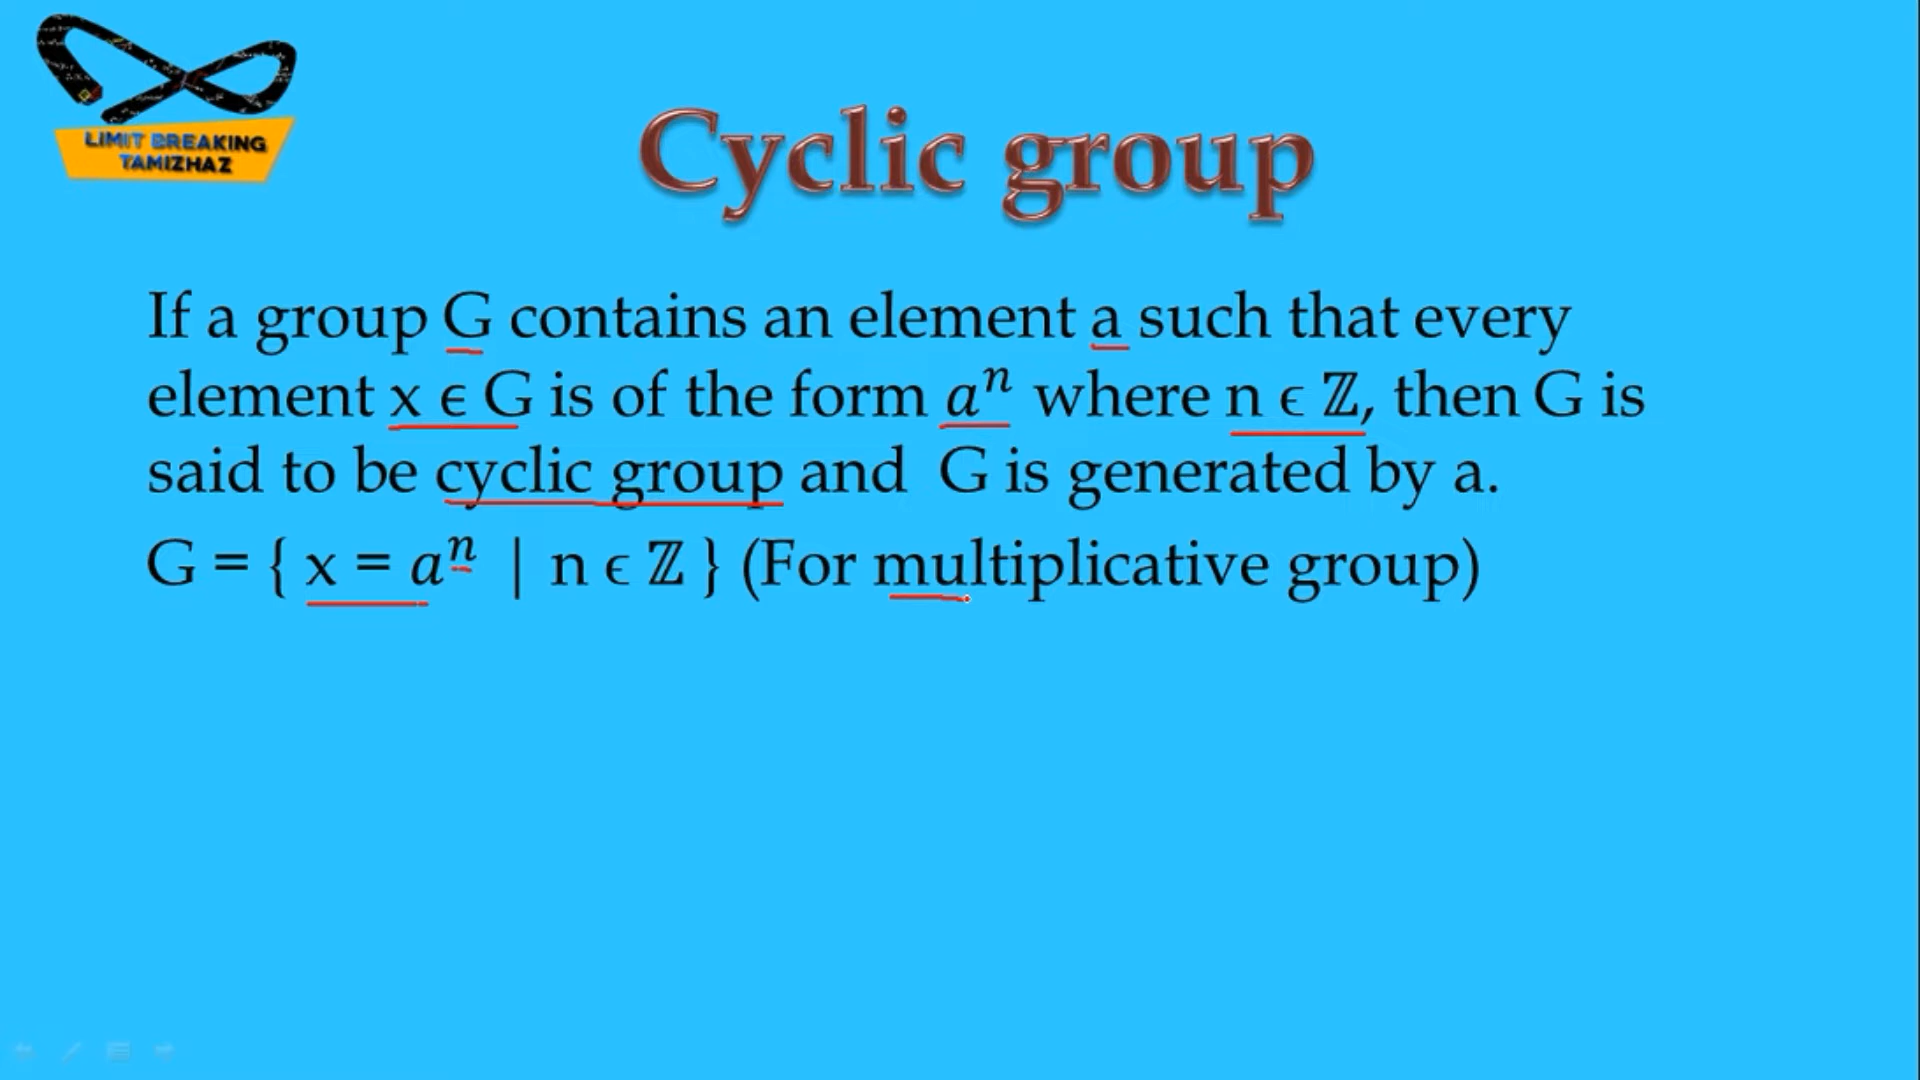 LIMIT BREAKING
TAMIZHAZ
Cyclic group
If a group G contains an element a such that every
element x ϵ G is of the form aⁿ where n ϵ ℤ, then G is
said to be cyclic group and G is generated by a.
G = { x = aⁿ | n ϵ ℤ } (For multiplicative group)